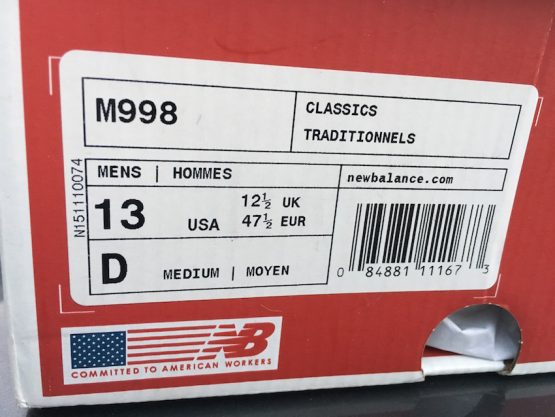 M998
CLASSICS
TRADITIONNELS
MENS | HOMMES
newbalance.com
13 USA 12½ UK
47½ EUR
D MEDIUM | MOYEN
N151110074
0 84881 11167 3
NB
COMMITTED TO AMERICAN WORKERS